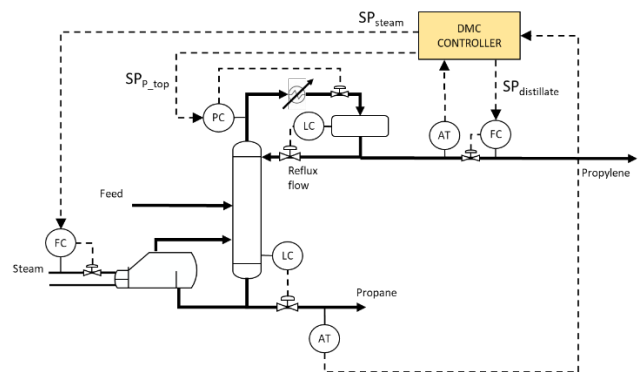 SPsteam
DMC
CONTROLLER
SPP_top
SPdistillate
PC
LC
AT
FC
Reflux
flow
Propylene
Feed
FC
LC
Steam
Propane
AT